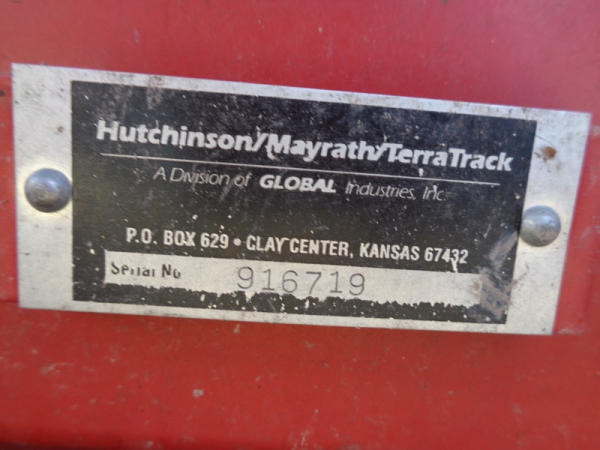 Hutchinson/Mayrath/TerraTrack
A Division of GLOBAL Industries, Inc.
P.O. BOX 629 • CLAY CENTER, KANSAS 67432
Serial No 916719